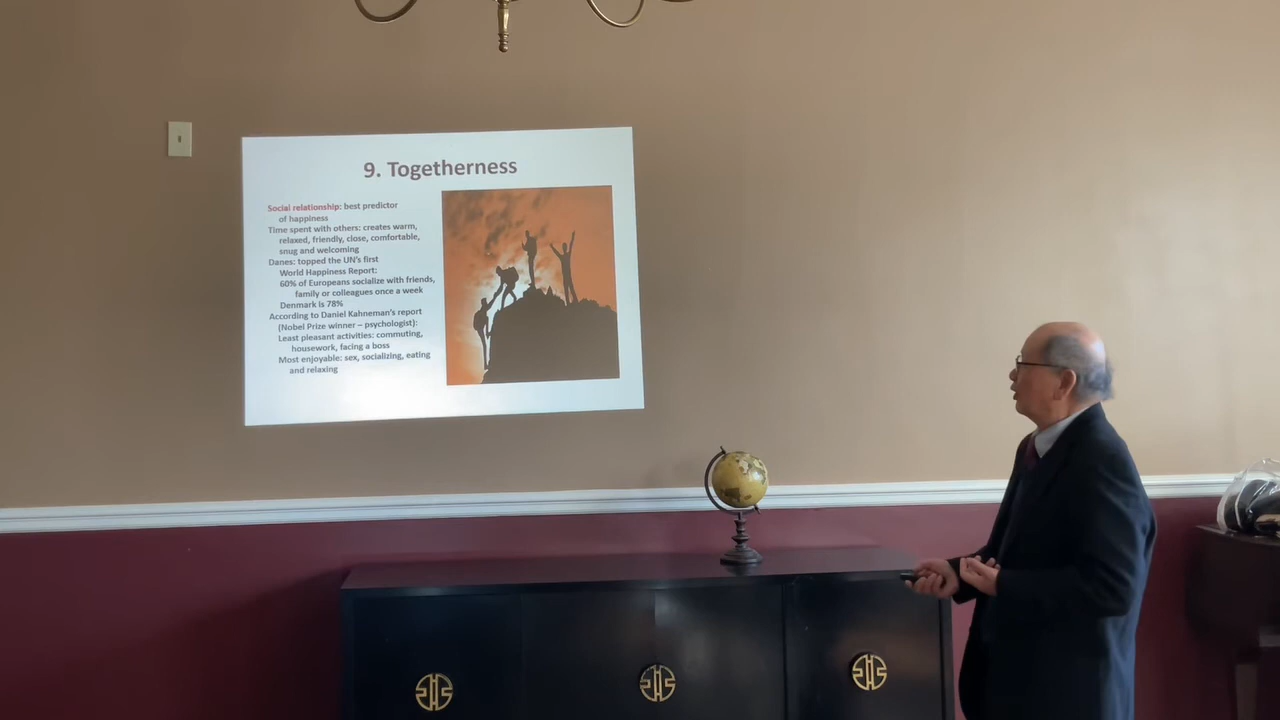 9. Togetherness
Social relationship: best predictor
of happiness
Time spent with others: creates warm,
relaxed, friendly, close, comfortable,
snug and welcoming
Danes: topped the UN's first
World Happiness Report:
60% of Europeans socialize with friends,
family or colleagues once a week
Denmark is 78%
According to Daniel Kahneman's report
(Nobel Prize winner – psychologist):
Least pleasant activities: commuting,
housework, facing a boss
Most enjoyable: sex, socializing, eating
and relaxing